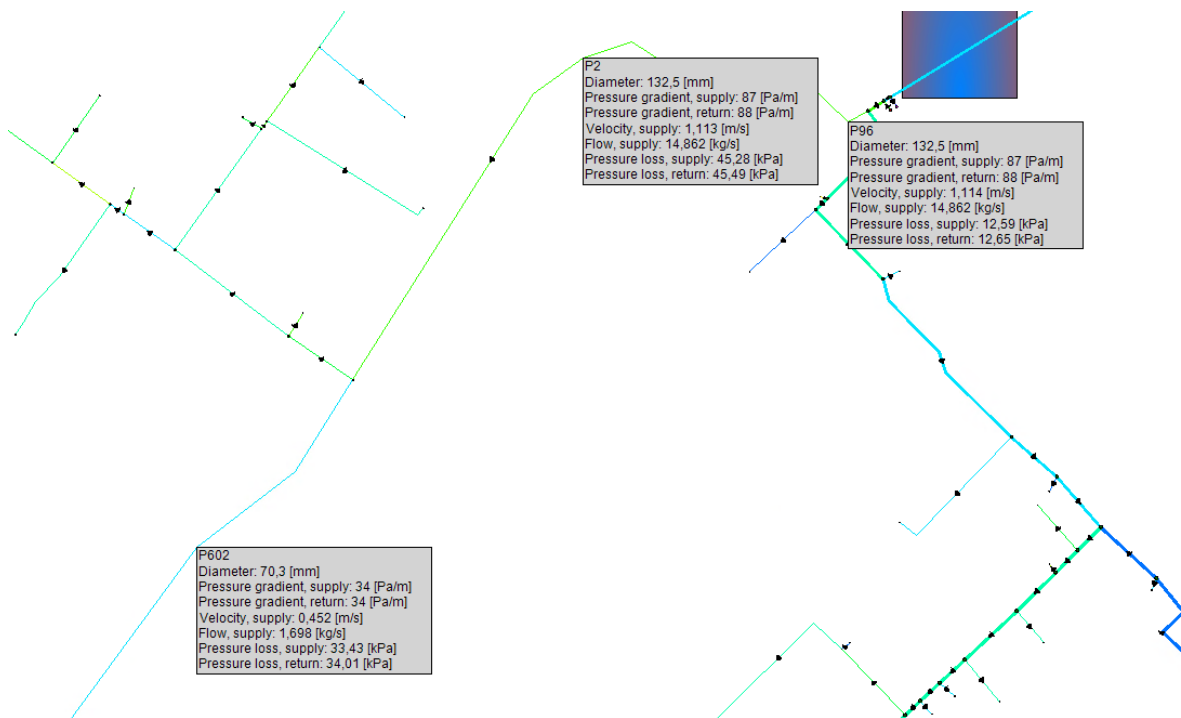 P2
Diameter: 132,5 [mm]
Pressure gradient, supply: 87 [Pa/m]
Pressure gradient, return: 88 [Pa/m]
Velocity, supply: 1,113 [m/s]
Flow, supply: 14,862 [kg/s]
Pressure loss, supply: 45,28 [kPa]
Pressure loss, return: 45,49 [kPa]
P96
Diameter: 132,5 [mm]
Pressure gradient, supply: 87 [Pa/m]
Pressure gradient, return: 88 [Pa/m]
Velocity, supply: 1,114 [m/s]
Flow, supply: 14,862 [kg/s]
Pressure loss, supply: 12,59 [kPa]
Pressure loss, return: 12,65 [kPa]
P602
Diameter: 70,3 [mm]
Pressure gradient, supply: 34 [Pa/m]
Pressure gradient, return: 34 [Pa/m]
Velocity, supply: 0,452 [m/s]
Flow, supply: 1,698 [kg/s]
Pressure loss, supply: 33,43 [kPa]
Pressure loss, return: 34,01 [kPa]